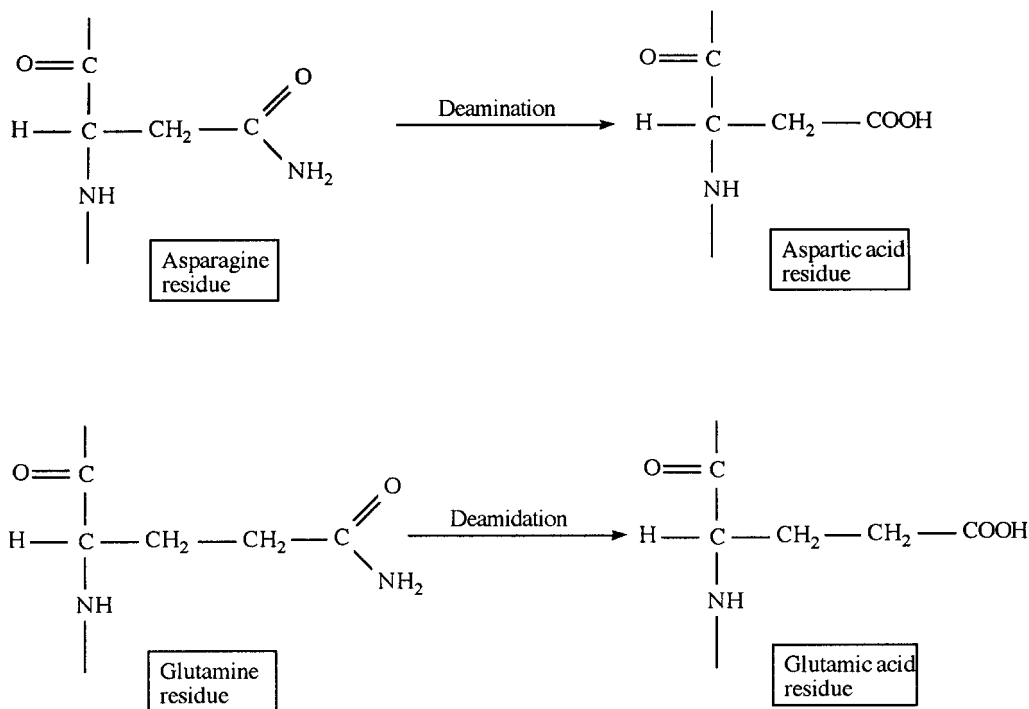 O=C
O
H—C—CH₂—C
NH₂
NH
Asparagine
residue
Deamination
O=C
H—C—CH₂—COOH
NH
Aspartic acid
residue
O=C
O
H—C—CH₂—CH₂—C
NH₂
NH
Glutamine
residue
Deamidation
O=C
H—C—CH₂—CH₂—COOH
NH
Glutamic acid
residue